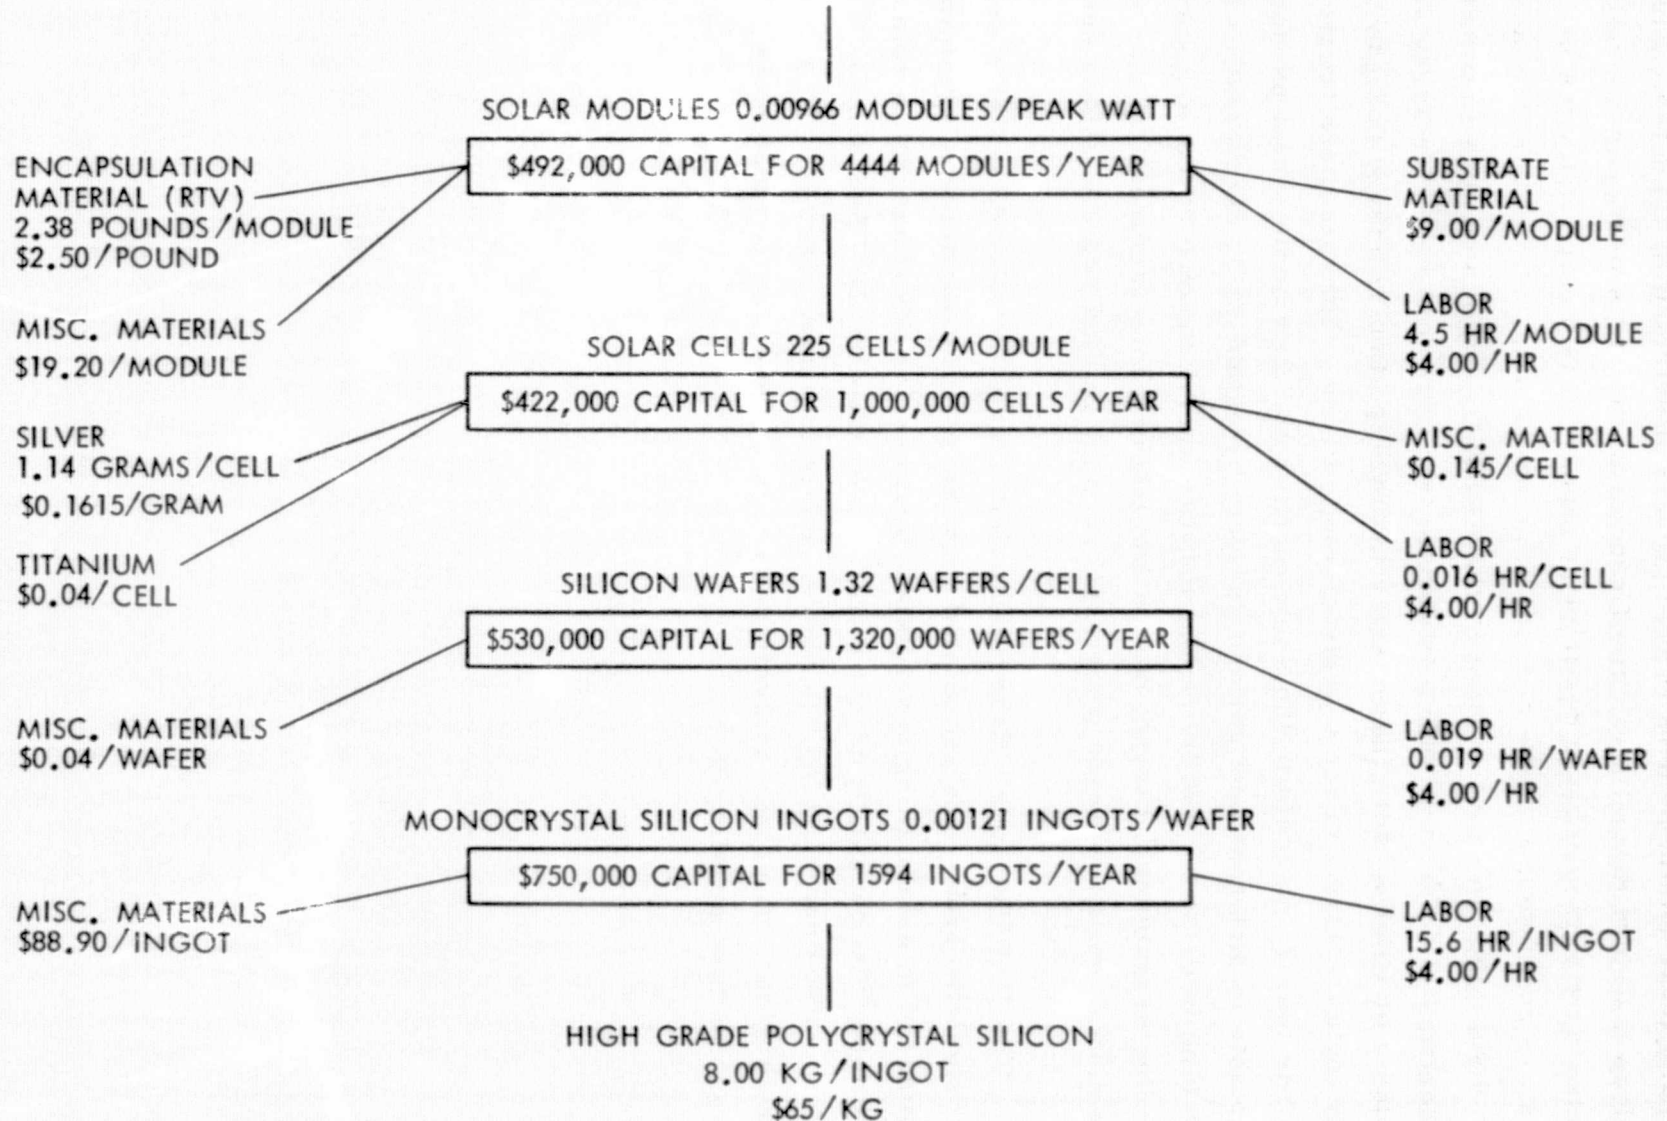 SOLAR MODULES 0.00966 MODULES/PEAK WATT
$492,000 CAPITAL FOR 4444 MODULES/YEAR
ENCAPSULATION
MATERIAL (RTV)
2.38 POUNDS/MODULE
$2.50/POUND
MISC. MATERIALS
$19.20/MODULE
SUBSTRATE
MATERIAL
$9.00/MODULE
LABOR
4.5 HR/MODULE
$4.00/HR
SOLAR CELLS 225 CELLS/MODULE
$422,000 CAPITAL FOR 1,000,000 CELLS/YEAR
SILVER
1.14 GRAMS/CELL
$0.1615/GRAM
TITANIUM
$0.04/CELL
MISC. MATERIALS
$0.145/CELL
LABOR
0.016 HR/CELL
$4.00/HR
SILICON WAFERS 1.32 WAFFERS/CELL
$530,000 CAPITAL FOR 1,320,000 WAFERS/YEAR
MISC. MATERIALS
$0.04/WAFER
LABOR
0.019 HR/WAFER
$4.00/HR
MONOCRYSTAL SILICON INGOTS 0.00121 INGOTS/WAFER
$750,000 CAPITAL FOR 1594 INGOTS/YEAR
MISC. MATERIALS
$88.90/INGOT
LABOR
15.6 HR/INGOT
$4.00/HR
HIGH GRADE POLYCRYSTAL SILICON
8.00 KG/INGOT
$65/KG